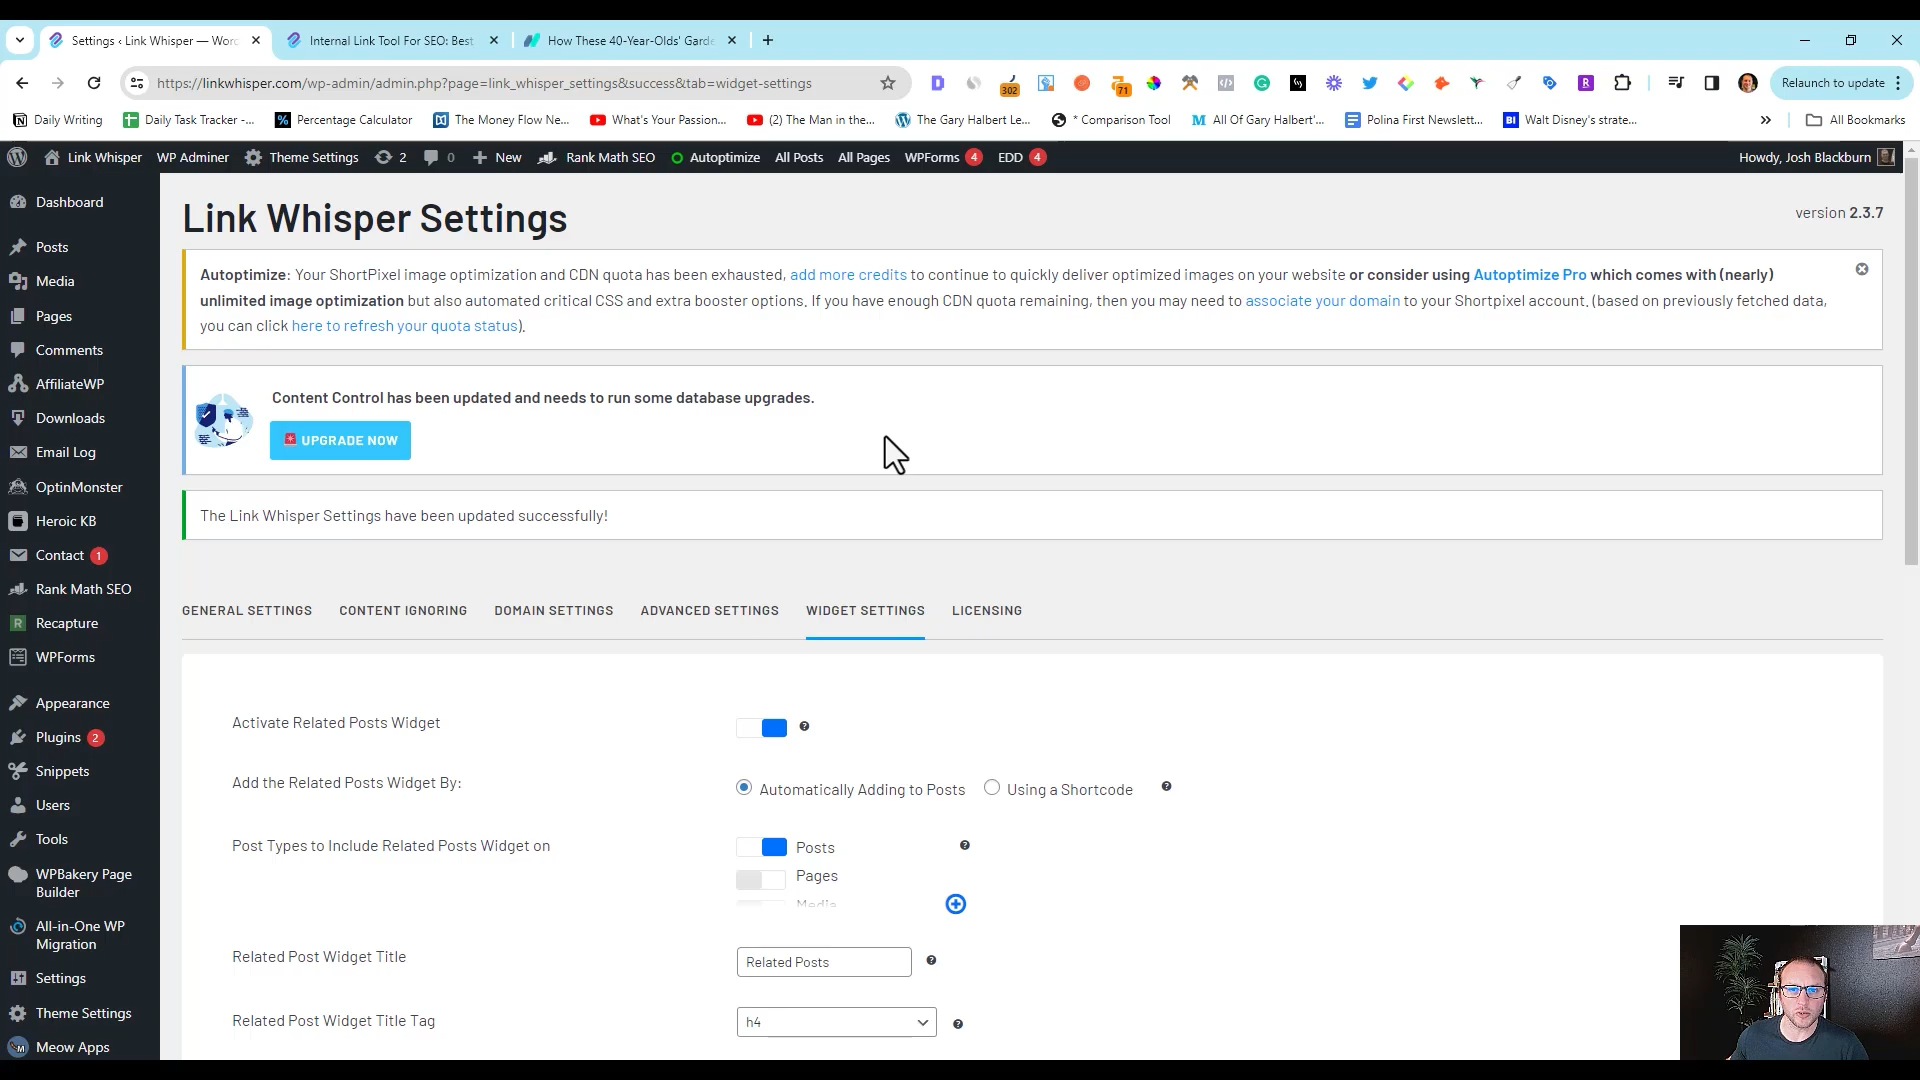 Settings ‹ Link Whisper — Worc
Internal Link Tool For SEO: Best
How These 40-Year-Olds' Garde
https://linkwhisper.com/wp-admin/admin.php?page=link_whisper_settings&success&tab=widget-settings
302
71
Relaunch to update
Daily Writing
Daily Task Tracker -...
Percentage Calculator
The Money Flow Ne...
What's Your Passion...
(2) The Man in the...
The Gary Halbert Le...
* Comparison Tool
All Of Gary Halbert'...
Polina First Newslett...
Walt Disney's strate...
All Bookmarks
Link Whisper
WP Adminer
Theme Settings
2
0
New
Rank Math SEO
Autoptimize
All Posts
All Pages
WPForms 4
EDD 4
Howdy, Josh Blackburn
Dashboard
Posts
Media
Pages
Comments
AffiliateWP
Downloads
Email Log
OptinMonster
Heroic KB
Contact 1
Rank Math SEO
Recapture
WPForms
Appearance
Plugins 2
Snippets
Users
Tools
WPBakery Page
Builder
All-in-One WP
Migration
Settings
Theme Settings
Meow Apps
Link Whisper Settings
version 2.3.7
Autoptimize: Your ShortPixel image optimization and CDN quota has been exhausted, add more credits to continue to quickly deliver optimized images on your website or consider using Autoptimize Pro which comes with (nearly)
unlimited image optimization but also automated critical CSS and extra booster options. If you have enough CDN quota remaining, then you may need to associate your domain to your Shortpixel account. (based on previously fetched data,
you can click here to refresh your quota status).
Content Control has been updated and needs to run some database upgrades.
UPGRADE NOW
The Link Whisper Settings have been updated successfully!
GENERAL SETTINGS
CONTENT IGNORING
DOMAIN SETTINGS
ADVANCED SETTINGS
WIDGET SETTINGS
LICENSING
Activate Related Posts Widget
Add the Related Posts Widget By:
Automatically Adding to Posts
Using a Shortcode
Post Types to Include Related Posts Widget on
Posts
Pages
Media
Related Post Widget Title
Related Posts
Related Post Widget Title Tag
h4